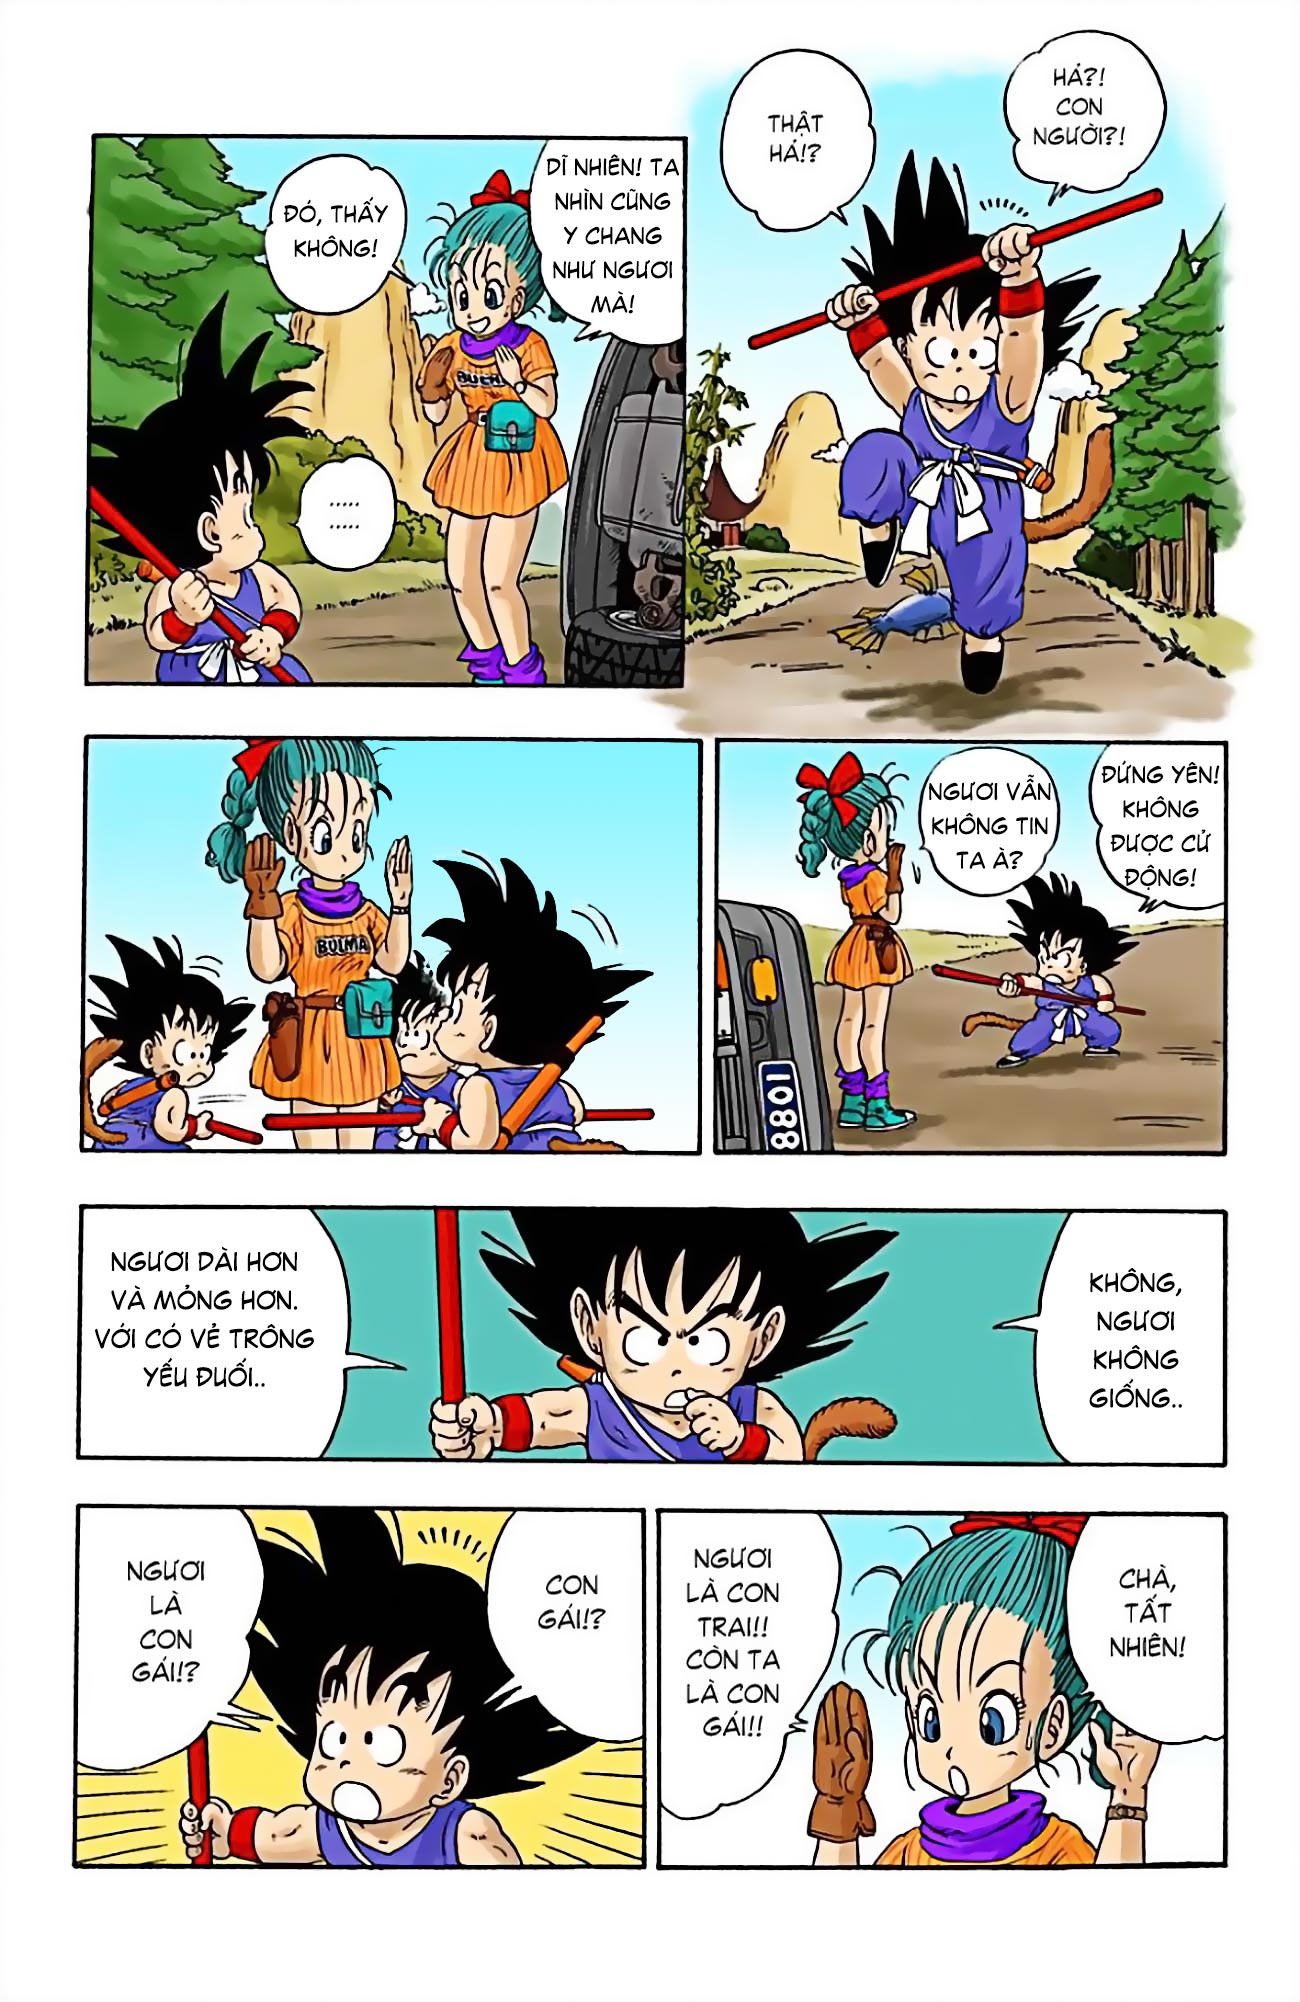 HẢ?!
CON
NGƯỜI?!
THẬT
HẢ!?
DĨ NHIÊN! TA
NHÌN CŨNG
Y CHANG
NHƯ NGƯƠI
MÀ!
ĐÓ, THẤY
KHÔNG!
......
......
ĐỨNG YÊN!
KHÔNG
ĐƯỢC CỬ
ĐỘNG!
NGƯƠI VẪN
KHÔNG TIN
TA À?
1088
BULMA
KHÔNG,
NGƯƠI
KHÔNG
GIỐNG..
NGƯƠI DÀI HƠN
VÀ MỎNG HƠN.
VỚI CÓ VẺ TRÔNG
YẾU ĐUỐI..
CHÀ,
TẤT
NHIÊN!
NGƯƠI
LÀ CON
TRAI!!
CÒN TA
LÀ CON
GÁI!!
CON
GÁI!?
NGƯƠI
LÀ
CON
GÁI!?